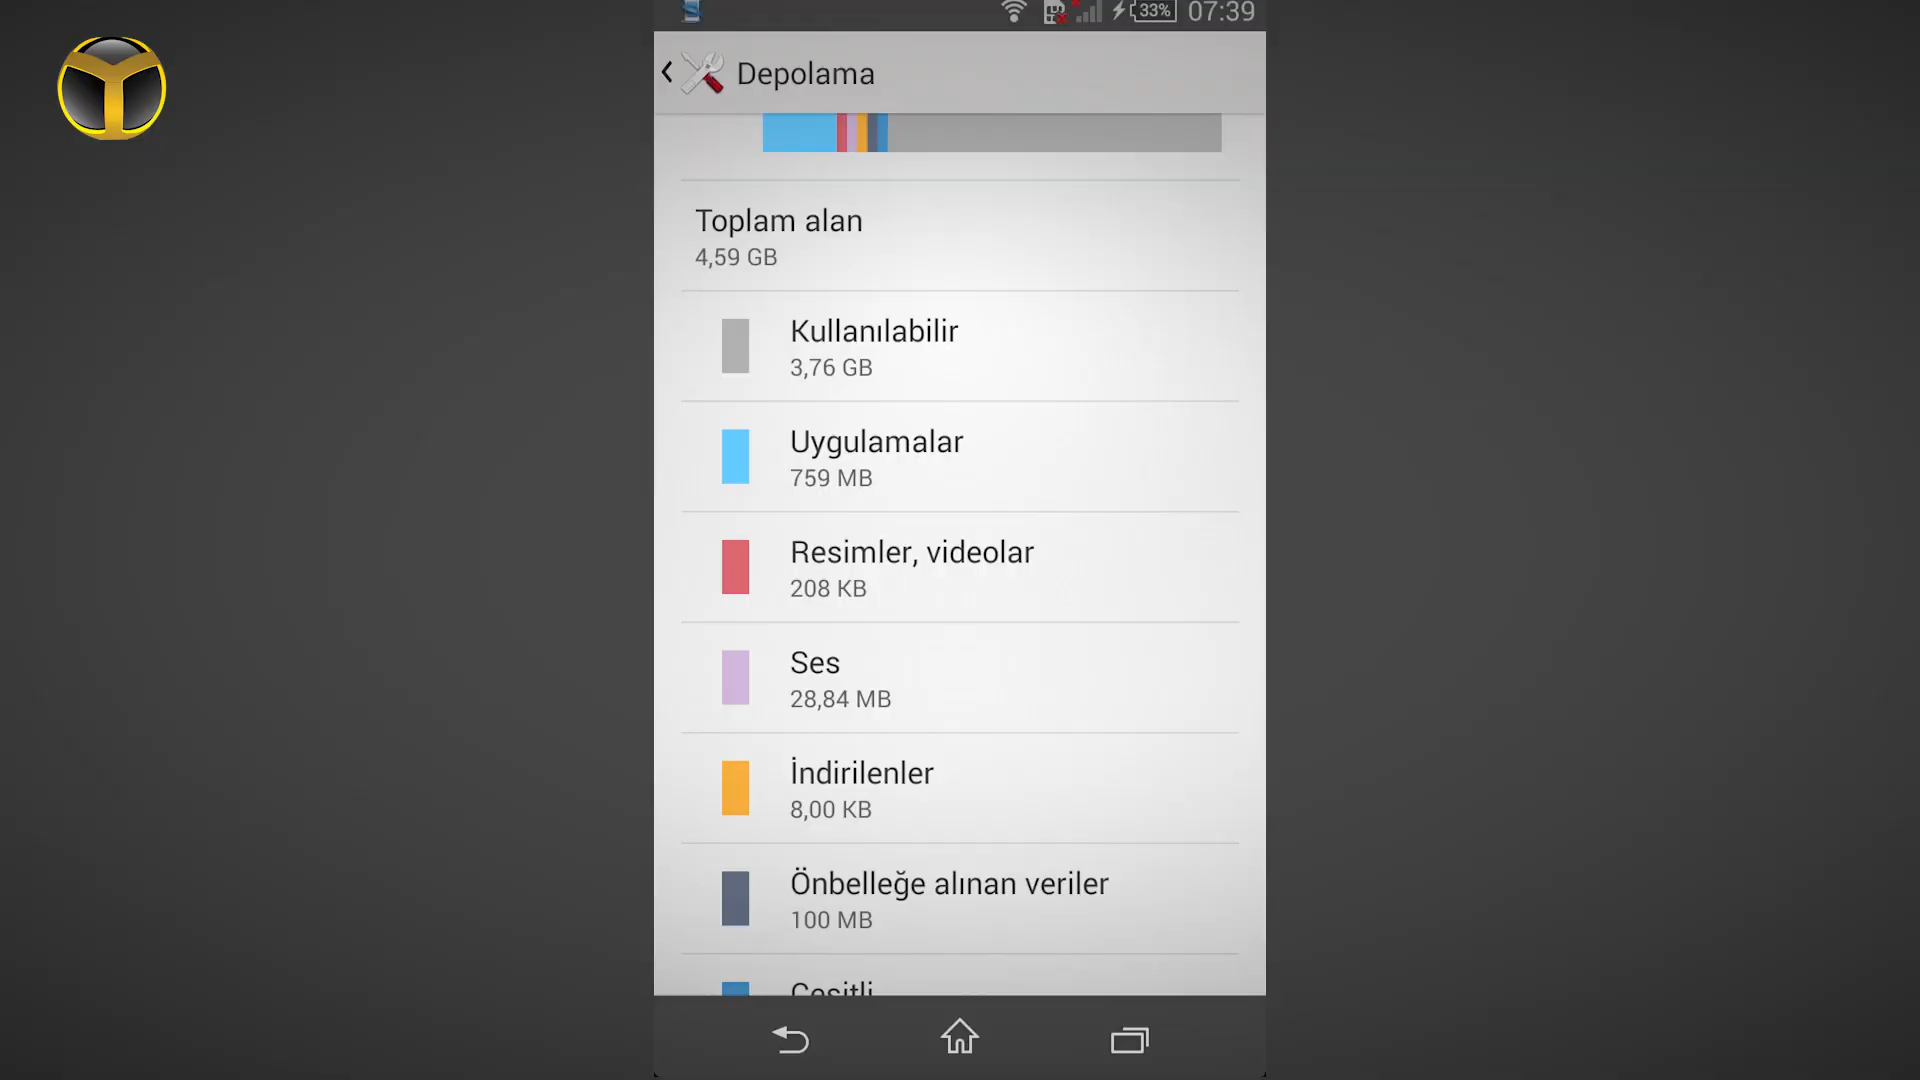 33%
07:39
Depolama
Toplam alan
4,59 GB
Kullanılabilir
3,76 GB
Uygulamalar
759 MB
Resimler, videolar
208 KB
Ses
28,84 MB
İndirilenler
8,00 KB
Önbelleğe alınan veriler
100 MB
Çeşitli